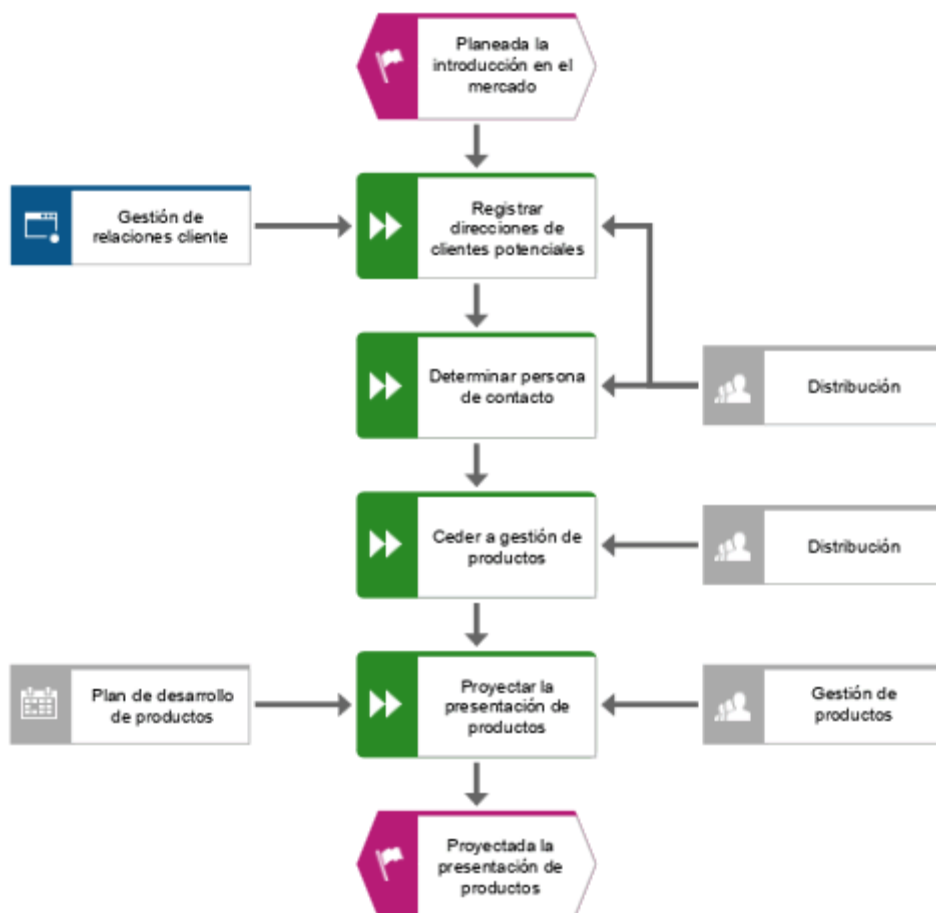 Planeada la
introducción en el
mercado
Gestión de
relaciones cliente
Registrar
direcciones de
clientes potenciales
Determinar persona
de contacto
Distribución
Ceder a gestión de
productos
Distribución
Plan de desarrollo
de productos
Proyectar la
presentación de
productos
Gestión de
productos
Proyectada la
presentación de
productos